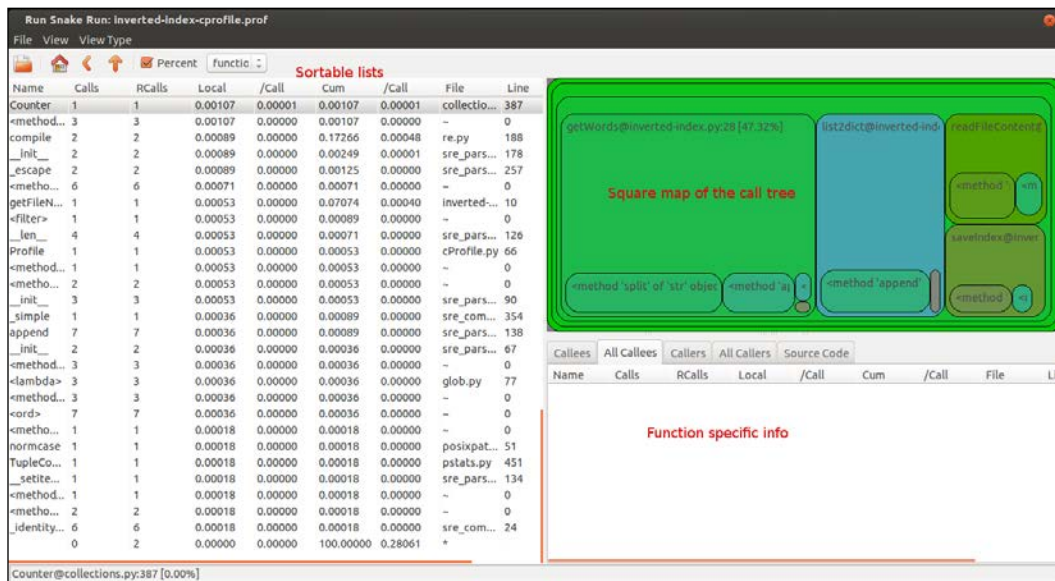 Run Snake Run: inverted-index-cprofile.prof
File View View Type
Percent functic
Sortable lists
Name Calls RCalls Local /Call Cum /Call File Line
Counter 1 1 0.00107 0.00001 0.00107 0.00001 collectio... 387
<method... 3 3 0.00107 0.00000 0.00107 0.00000 ~ 0
compile 2 2 0.00089 0.00000 0.17266 0.00048 re.py 188
__init__ 2 2 0.00089 0.00000 0.00249 0.00001 sre_pars... 178
_escape 2 2 0.00089 0.00000 0.00125 0.00000 sre_pars... 257
<metho... 6 6 0.00071 0.00000 0.00071 0.00000 ~ 0
getFileN... 1 1 0.00053 0.00000 0.07074 0.00040 inverted-... 10
<filter> 1 1 0.00053 0.00000 0.00089 0.00000 ~ 0
__len__ 4 4 0.00053 0.00000 0.00071 0.00000 sre_pars... 126
Profile 1 1 0.00053 0.00000 0.00053 0.00000 cProfile.py 66
<method... 1 1 0.00053 0.00000 0.00053 0.00000 ~ 0
<metho... 2 2 0.00053 0.00000 0.00053 0.00000 ~ 0
__init__ 3 3 0.00053 0.00000 0.00053 0.00000 sre_pars... 90
_simple 1 1 0.00036 0.00000 0.00089 0.00000 sre_com... 354
append 7 7 0.00036 0.00000 0.00089 0.00000 sre_pars... 138
__init__ 2 2 0.00036 0.00000 0.00036 0.00000 sre_pars... 67
<method... 3 3 0.00036 0.00000 0.00036 0.00000 ~ 0
<lambda> 3 3 0.00036 0.00000 0.00036 0.00000 glob.py 77
<method... 3 3 0.00036 0.00000 0.00036 0.00000 ~ 0
<ord> 7 7 0.00036 0.00000 0.00036 0.00000 ~ 0
<metho... 1 1 0.00018 0.00000 0.00018 0.00000 ~ 0
normcase 1 1 0.00018 0.00000 0.00018 0.00000 posixpat... 51
TupleCo... 1 1 0.00018 0.00000 0.00018 0.00000 pstats.py 451
__setite... 1 1 0.00018 0.00000 0.00018 0.00000 sre_pars... 134
<method... 1 1 0.00018 0.00000 0.00018 0.00000 ~ 0
<metho... 2 2 0.00018 0.00000 0.00018 0.00000 ~ 0
_identity... 6 6 0.00018 0.00000 0.00018 0.00000 sre_com... 24
0 2 0.00000 0.00000 100.00000 0.28061 *
getWords@inverted-index.py:28 [47.32%]
list2dict@inverted-ind
readFileContent@
Square map of the call tree
<method '
<m
saveIndex@inver
<method 'split' of 'str' objec
<method 'ap
<
<method 'append'
<method
<s
Callees All Callees Callers All Callers Source Code
Name Calls RCalls Local /Call Cum /Call File Li
Function specific info
Counter@collections.py:387 [0.00%]